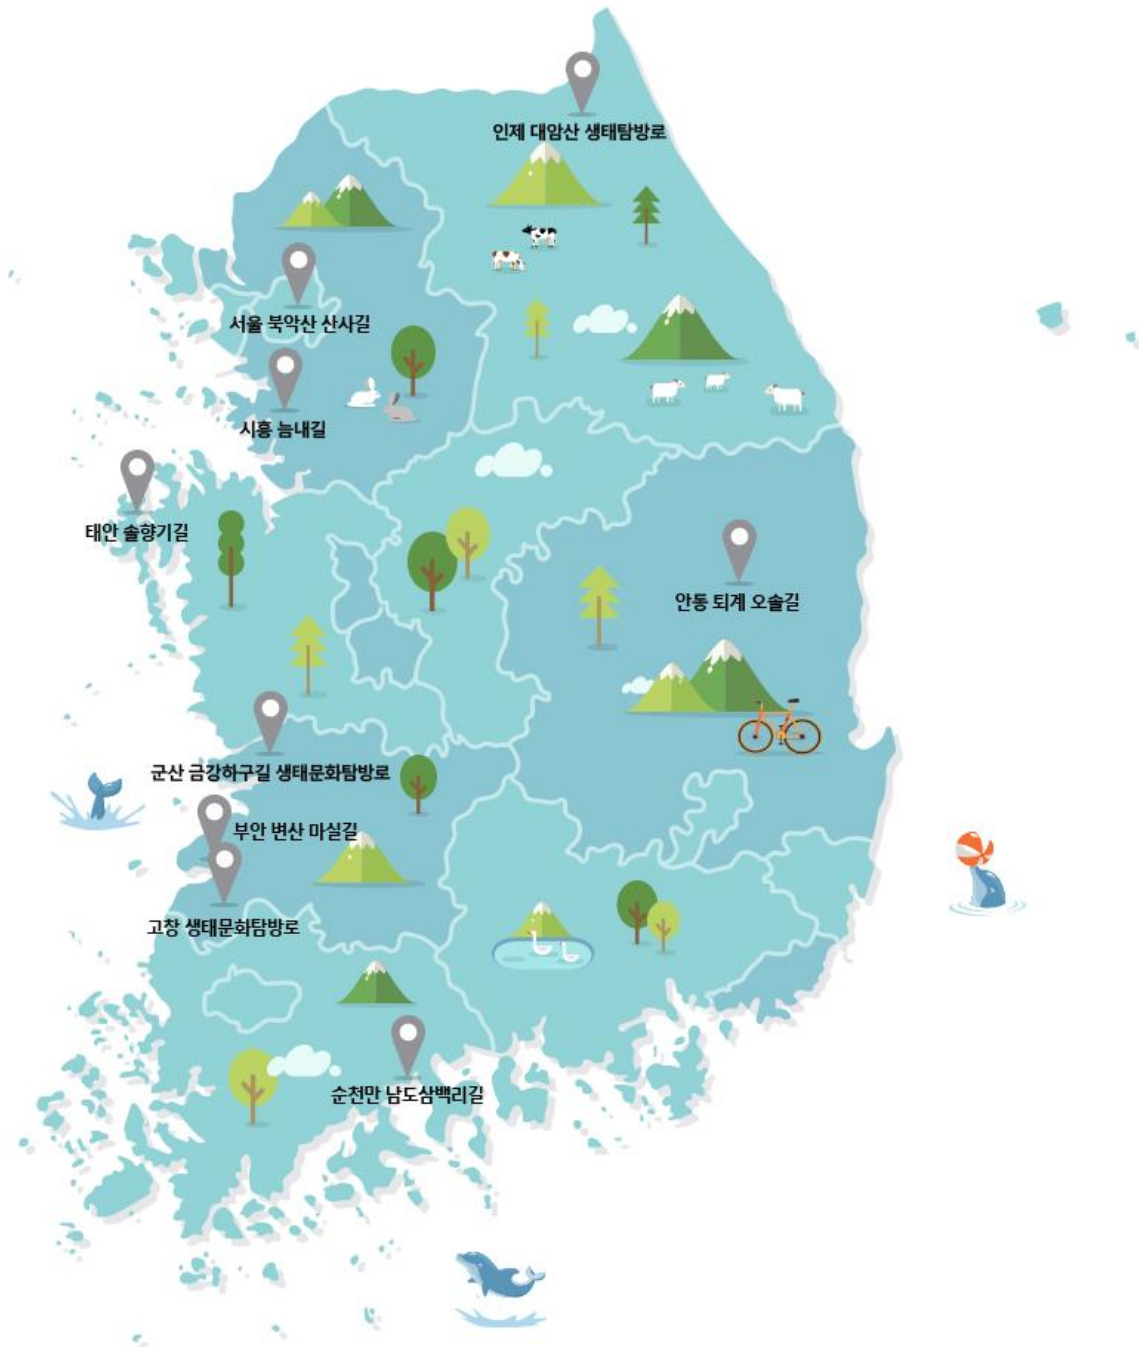 인제 대암산 생태탐방로
서울 북악산 산사길
시흥 늠내길
태안 솔향기길
안동 퇴계 오솔길
군산 금강하구길 생태문화탐방로
부안 변산 마실길
고창 생태문화탐방로
순천만 남도삼백리길